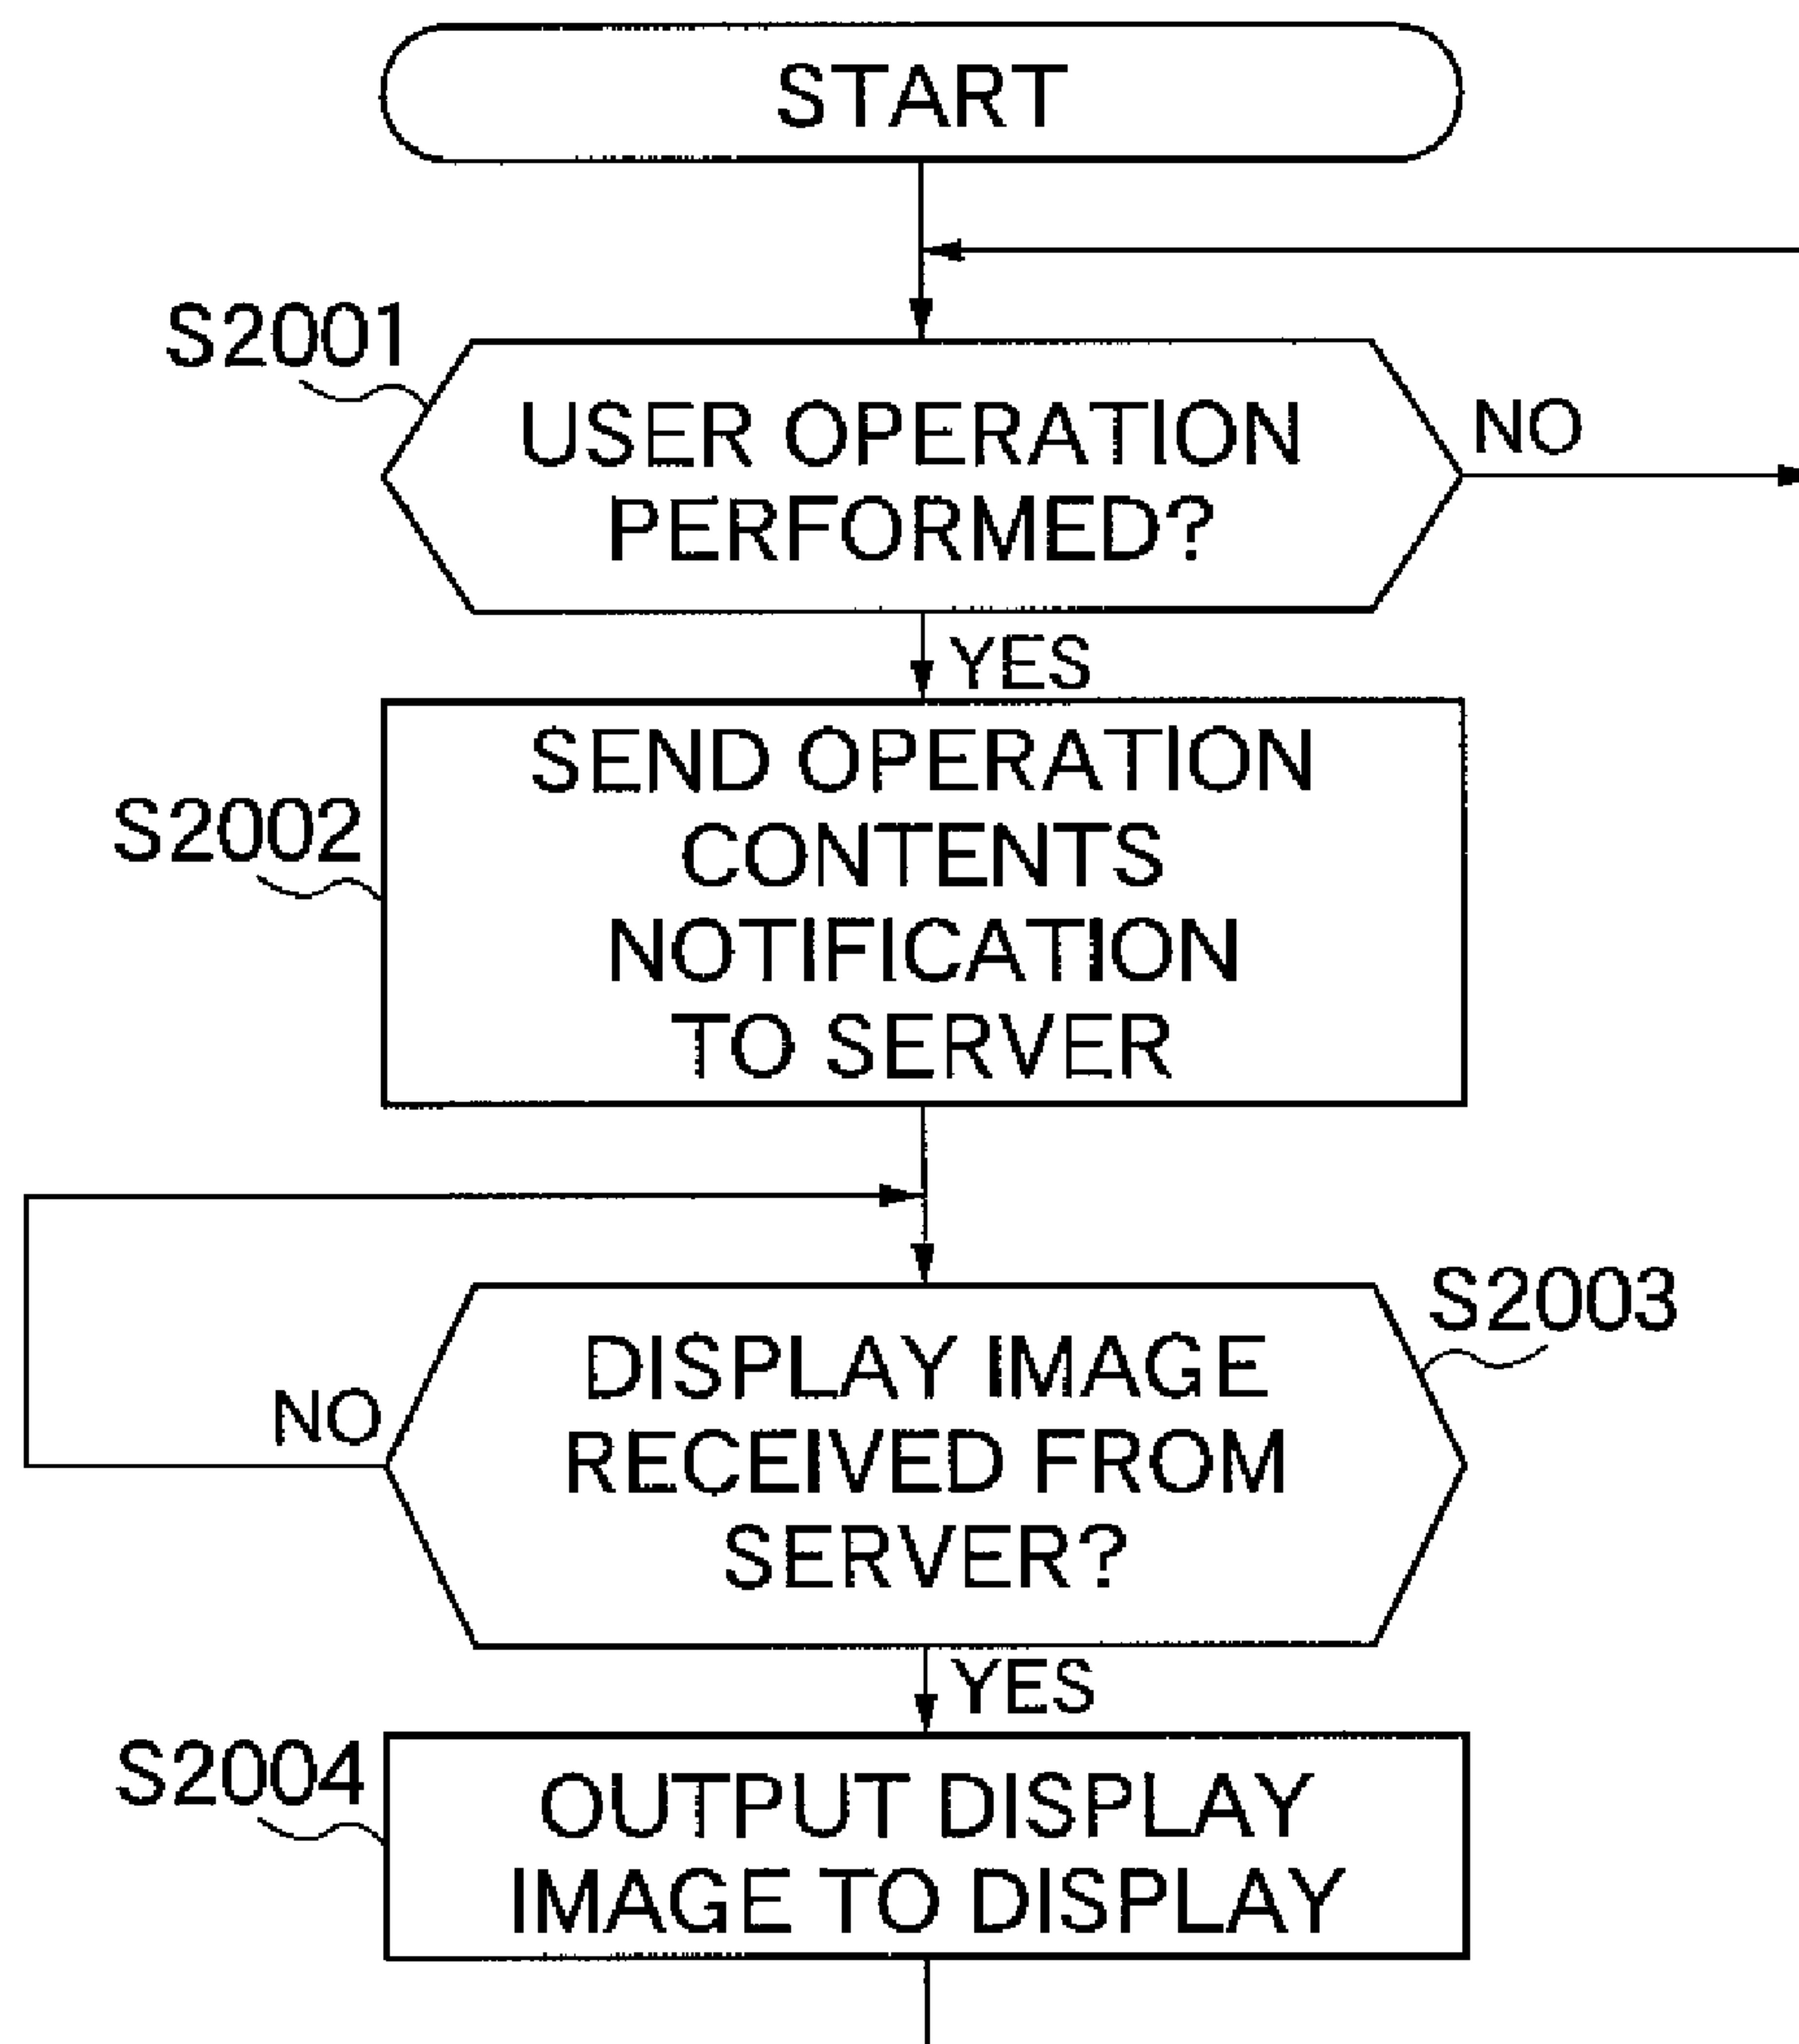 START
S2001
USER OPERATION
PERFORMED?
NO
YES
S2002
SEND OPERATION
CONTENTS
NOTIFICATION
TO SERVER
S2003
DISPLAY IMAGE
RECEIVED FROM
SERVER?
NO
YES
S2004
OUTPUT DISPLAY
IMAGE TO DISPLAY